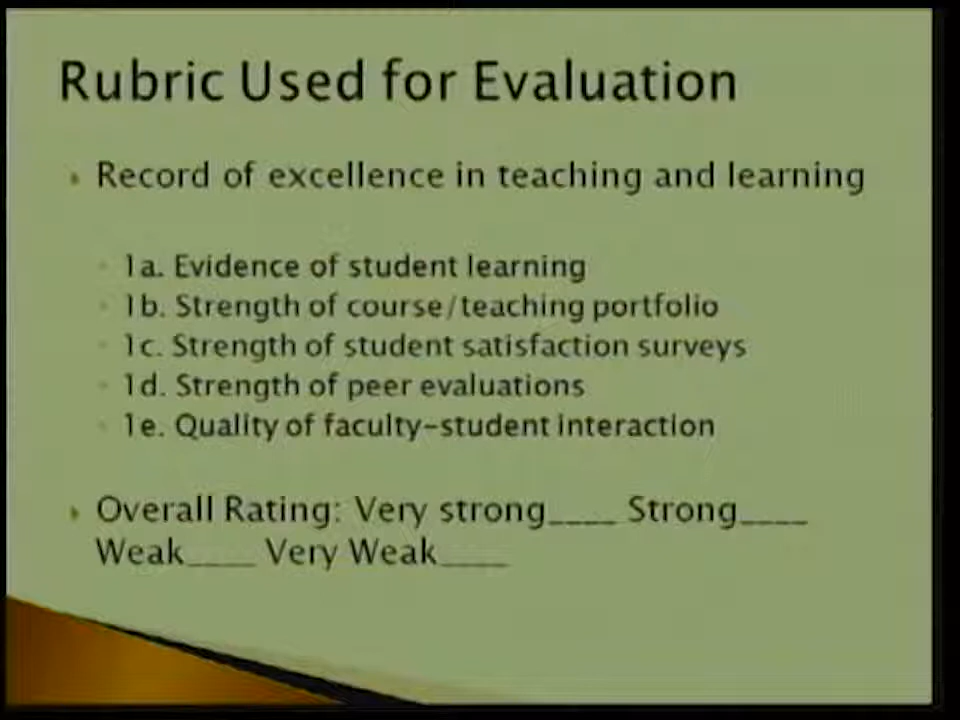 Rubric Used for Evaluation
Record of excellence in teaching and learning
1a. Evidence of student learning
1b. Strength of course/teaching portfolio
1c. Strength of student satisfaction surveys
1d. Strength of peer evaluations
1e. Quality of faculty-student interaction
Overall Rating: Very strong____ Strong____
Weak____ Very Weak____